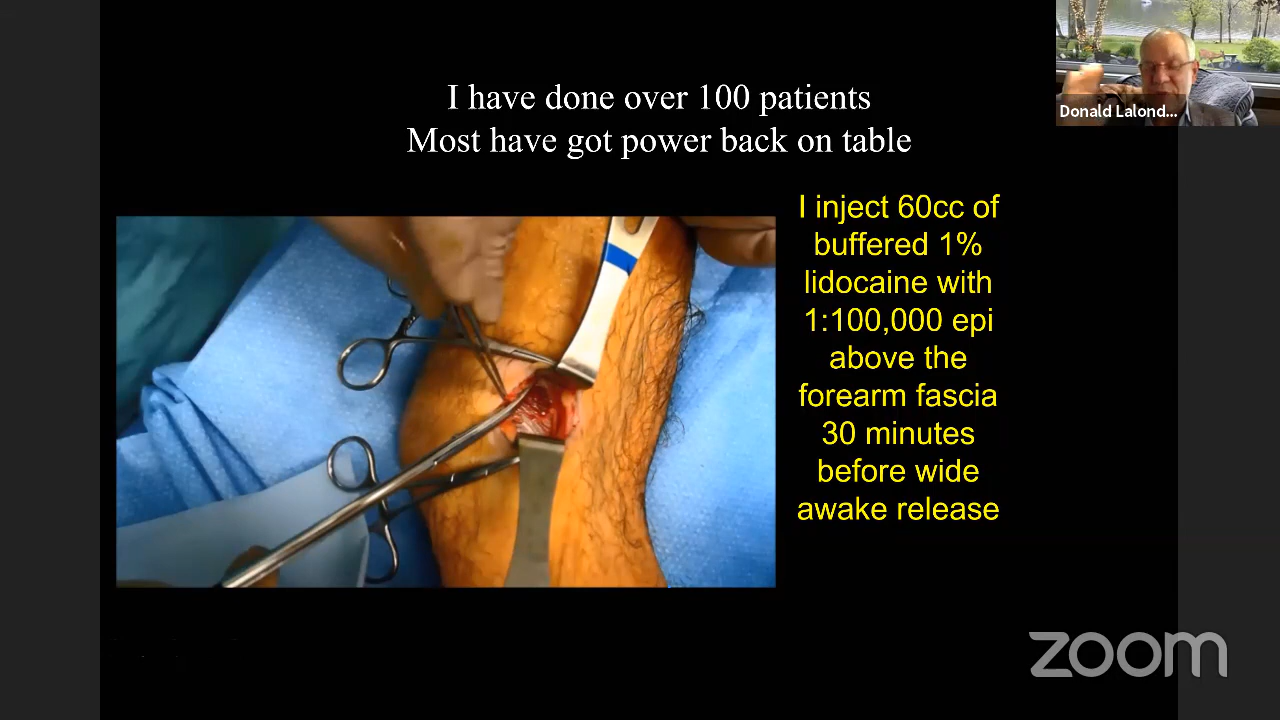 I have done over 100 patients
Most have got power back on table
I inject 60cc of
buffered 1%
lidocaine with
1:100,000 epi
above the
forearm fascia
30 minutes
before wide
awake release
Donald Lalond...
zoom